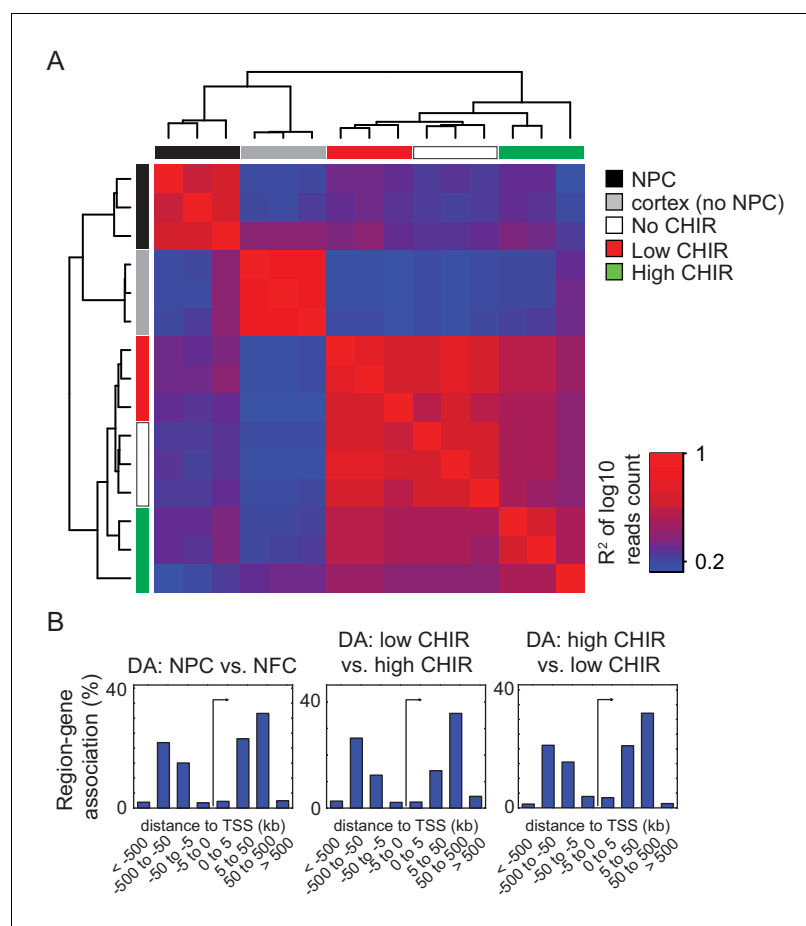 A
NPC
cortex (no NPC)
No CHIR
Low CHIR
High CHIR
R² of log10
reads count
1
0.2
B
DA: NPC vs. NFC
DA: low CHIR
vs. high CHIR
DA: high CHIR
vs. low CHIR
Region-gene
association (%)
40
0
40
0
40
0
distance to TSS (kb)
distance to TSS (kb)
distance to TSS (kb)
< -500
-500 to -50
-50 to -5
-5 to 0
0 to 5
5 to 50
50 to 500
> 500
< -500
-500 to -50
-50 to -5
-5 to 0
0 to 5
5 to 50
50 to 500
> 500
< -500
-500 to -50
-50 to -5
-5 to 0
0 to 5
5 to 50
50 to 500
> 500